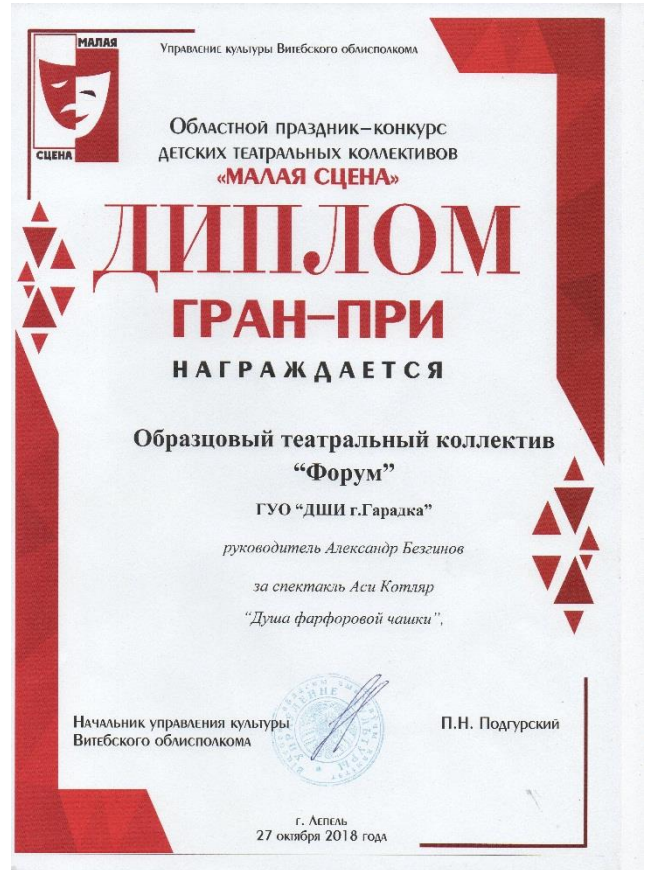 МАЛАЯ
СЦЕНА
Управление культуры Витебского облисполкома
Областной праздник–конкурс
детских театральных коллективов
«МАЛАЯ СЦЕНА»
ДИПЛОМ
ГРАН–ПРИ
НАГРАЖДАЕТСЯ
Образцовый театральный коллектив
“Форум”
ГУО “ДШИ г.Гарадка”
руководитель Александр Безгинов
за спектакль Аси Котляр
“Душа фарфоровой чашки”,
Начальник управления культуры
Витебского облисполкома
П.Н. Подгурский
г. Лепель
27 октября 2018 года